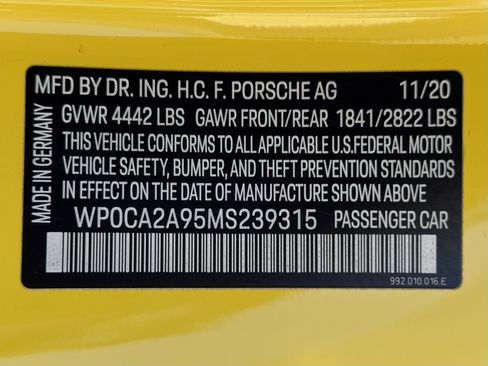 MFD BY DR. ING. H.C. F. PORSCHE AG 11/20
GVWR 4442 LBS GAWR FRONT/REAR 1841/2822 LBS
THIS VEHICLE CONFORMS TO ALL APPLICABLE U.S.FEDERAL MOTOR
VEHICLE SAFETY, BUMPER, AND THEFT PREVENTION STANDARDS
IN EFFECT ON THE DATE OF MANUFACTURE SHOWN ABOVE
WP0CA2A95MS239315 PASSENGER CAR
992.010.016.E
MADE IN GERMANY